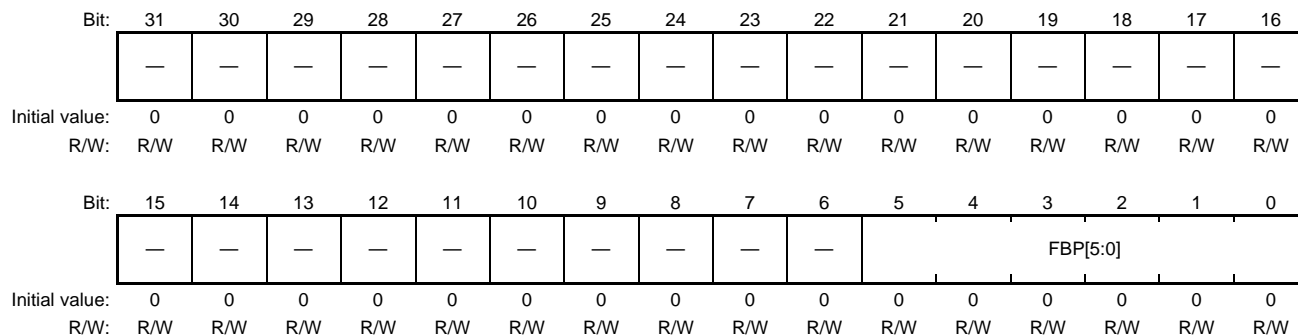 Bit: 31 30 29 28 27 26 25 24 23 22 21 20 19 18 17 16
— — — — — — — — — — — — — — — —
Initial value: 0 0 0 0 0 0 0 0 0 0 0 0 0 0 0 0
R/W: R/W R/W R/W R/W R/W R/W R/W R/W R/W R/W R/W R/W R/W R/W R/W R/W
Bit: 15 14 13 12 11 10 9 8 7 6 5 4 3 2 1 0
— — — — — — — — — — FBP[5:0]
Initial value: 0 0 0 0 0 0 0 0 0 0 0 0 0 0 0 0
R/W: R/W R/W R/W R/W R/W R/W R/W R/W R/W R/W R/W R/W R/W R/W R/W R/W